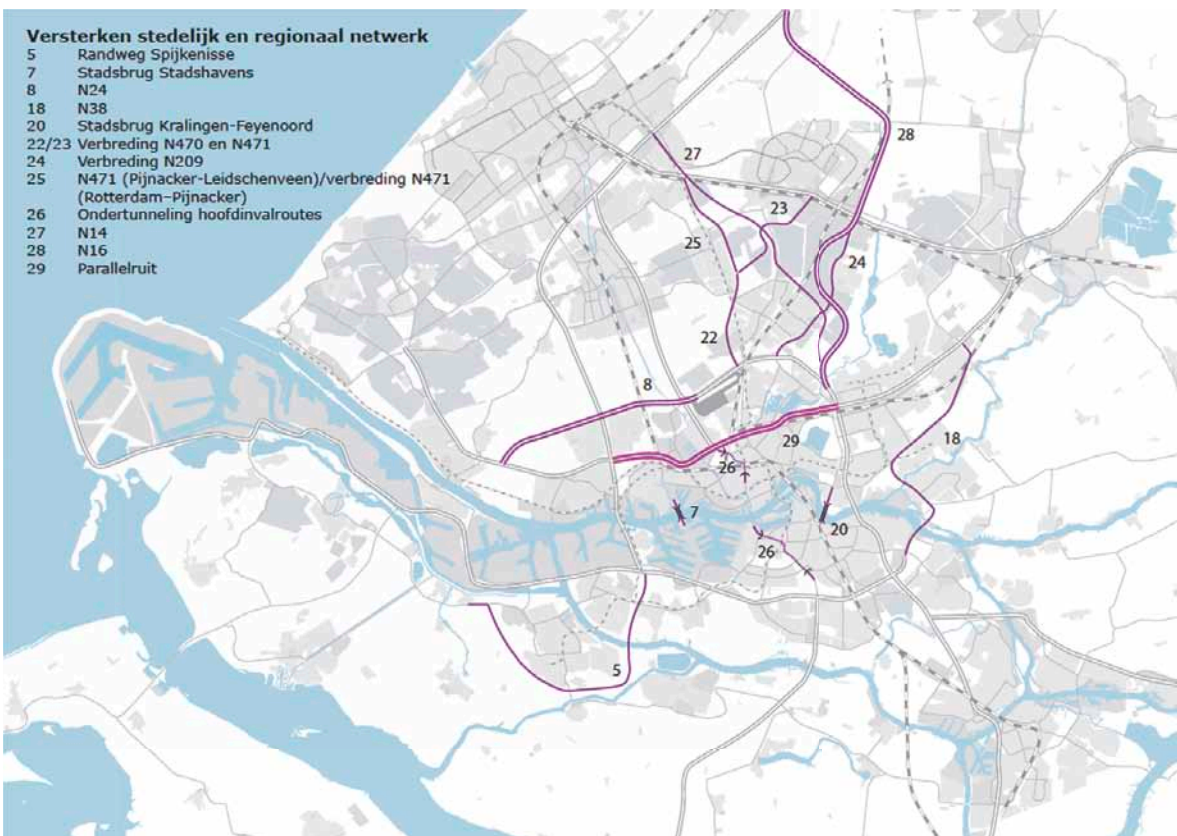 Versterken stedelijk en regionaal netwerk
5 Randweg Spijkenisse
7 Stadsbrug Stadshavens
8 N24
18 N38
20 Stadsbrug Kralingen-Feyenoord
22/23 Verbreding N470 en N471
24 Verbreding N209
25 N471 (Pijnacker-Leidschenveen)/verbreding N471
(Rotterdam–Pijnacker)
26 Ondertunneling hoofdinvalroutes
27 N14
28 N16
29 Parallelruit
28
27
23
25
24
22
8
29
18
26
7
20
26
5